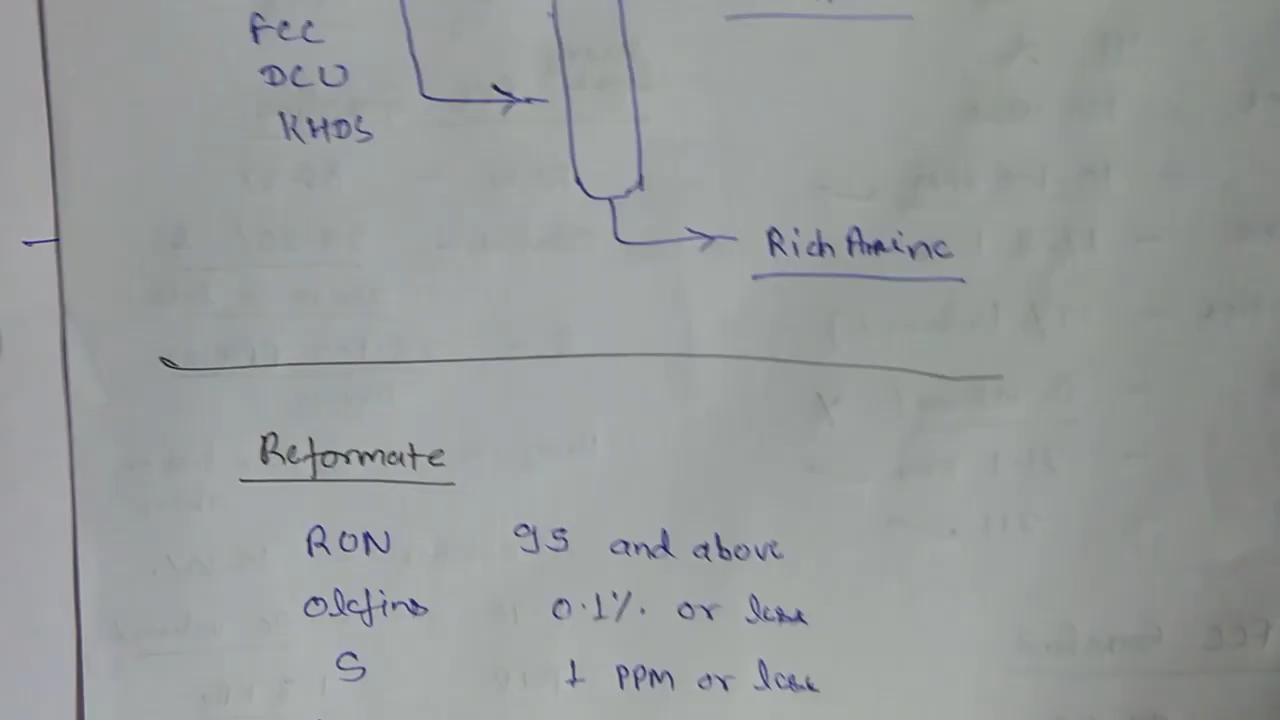 FCC
DCU
KHDS
Rich Amine
Reformate
RON 95 and above
Olefins 0.1% or less
S 1 PPM or less